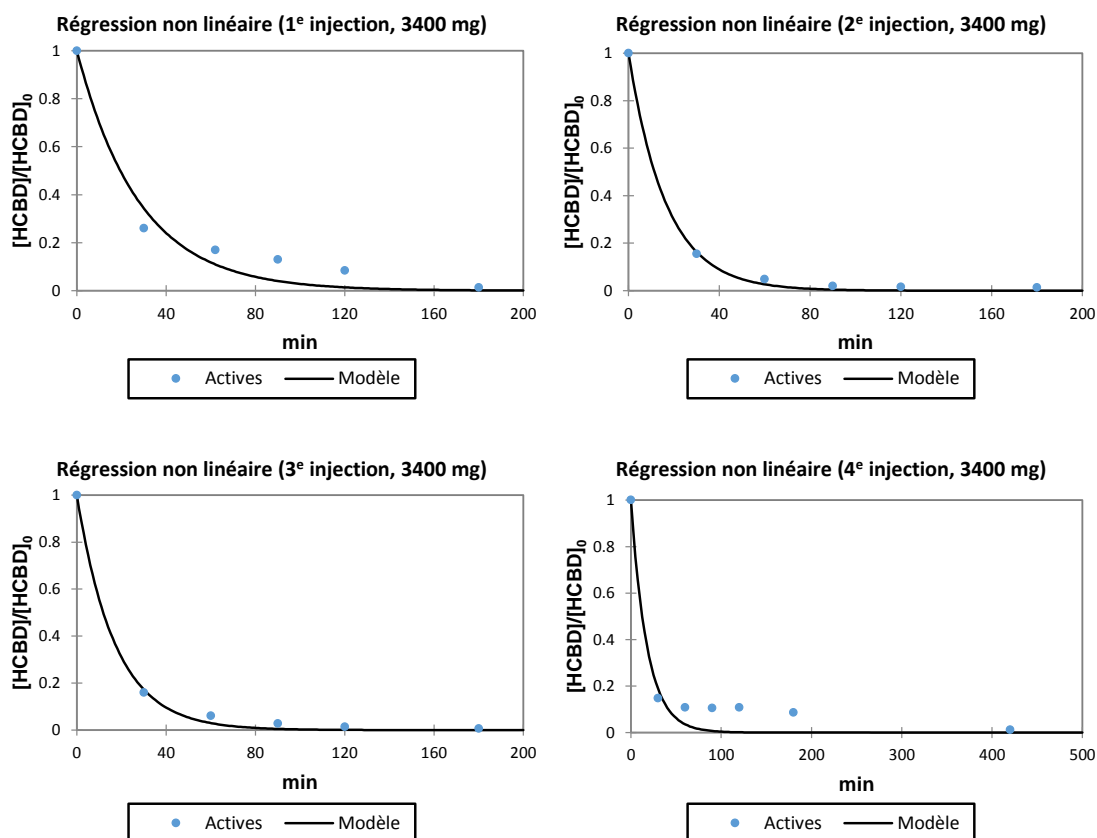 Régression non linéaire (1e injection, 3400 mg)
[HCBD]/[HCBD]0
1
0.8
0.6
0.4
0.2
0
0 40 80 120 160 200
min
Actives Modèle
Régression non linéaire (2e injection, 3400 mg)
[HCBD]/[HCBD]0
1
0.8
0.6
0.4
0.2
0
0 40 80 120 160 200
min
Actives Modèle
Régression non linéaire (3e injection, 3400 mg)
[HCBD]/[HCBD]0
1
0.8
0.6
0.4
0.2
0
0 40 80 120 160 200
min
Actives Modèle
Régression non linéaire (4e injection, 3400 mg)
[HCBD]/[HCBD]0
1
0.8
0.6
0.4
0.2
0
0 100 200 300 400 500
min
Actives Modèle